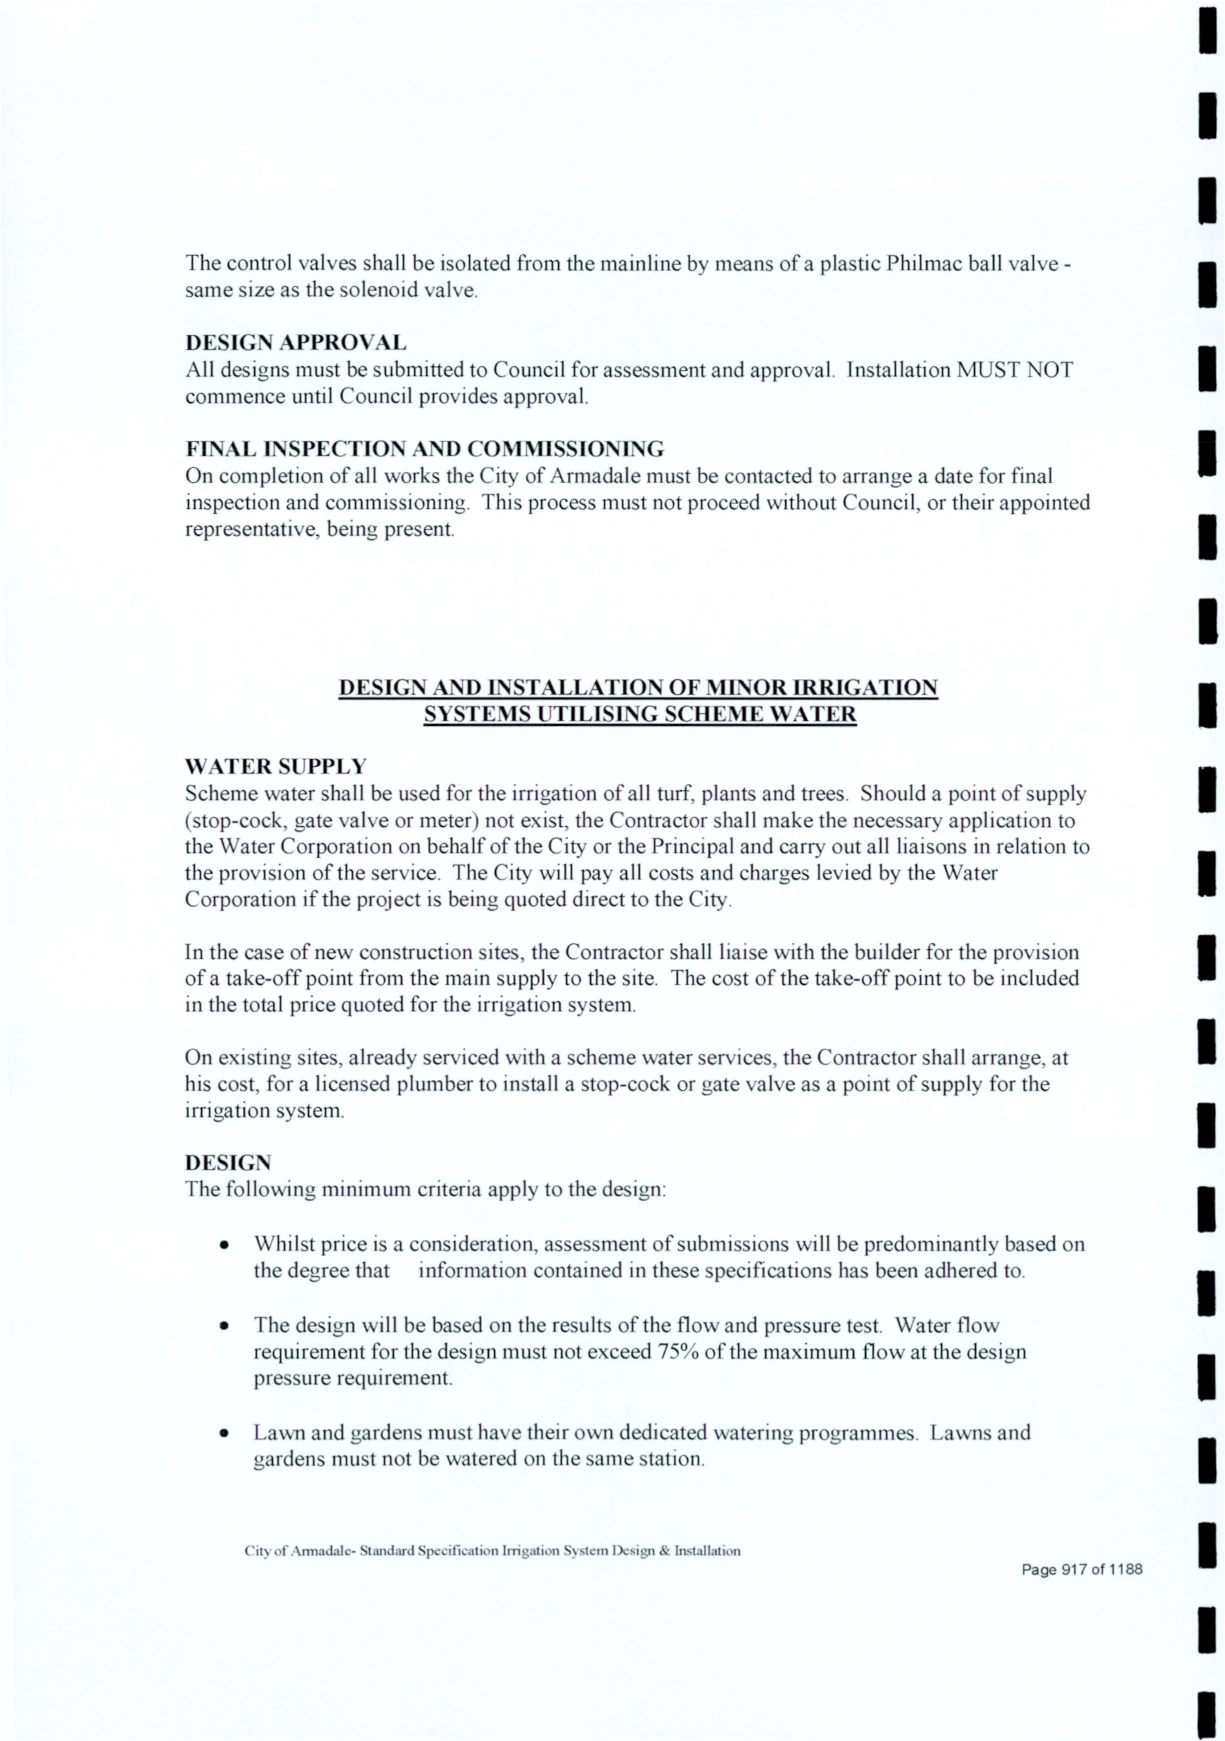 The control valves shall be isolated from the mainline by means of a plastic Philmac ball valve -
same size as the solenoid valve.
DESIGN APPROVAL
All designs must be submitted to Council for assessment and approval. Installation MUST NOT
commence until Council provides approval.
FINAL INSPECTION AND COMMISSIONING
On completion of all works the City of Armadale must be contacted to arrange a date for final
inspection and commissioning. This process must not proceed without Council, or their appointed
representative, being present.
DESIGN AND INSTALLATION OF MINOR IRRIGATION
SYSTEMS UTILISING SCHEME WATER
WATER SUPPLY
Scheme water shall be used for the irrigation of all turf, plants and trees. Should a point of supply
(stop-cock, gate valve or meter) not exist, the Contractor shall make the necessary application to
the Water Corporation on behalf of the City or the Principal and carry out all liaisons in relation to
the provision of the service. The City will pay all costs and charges levied by the Water
Corporation if the project is being quoted direct to the City.
In the case of new construction sites, the Contractor shall liaise with the builder for the provision
of a take-off point from the main supply to the site. The cost of the take-off point to be included
in the total price quoted for the irrigation system.
On existing sites, already serviced with a scheme water services, the Contractor shall arrange, at
his cost, for a licensed plumber to install a stop-cock or gate valve as a point of supply for the
irrigation system.
DESIGN
The following minimum criteria apply to the design:
• Whilst price is a consideration, assessment of submissions will be predominantly based on
the degree that information contained in these specifications has been adhered to.
• The design will be based on the results of the flow and pressure test. Water flow
requirement for the design must not exceed 75% of the maximum flow at the design
pressure requirement.
• Lawn and gardens must have their own dedicated watering programmes. Lawns and
gardens must not be watered on the same station.
City of Armadale- Standard Specification Irrigation System Design & Installation
Page 917 of 1188